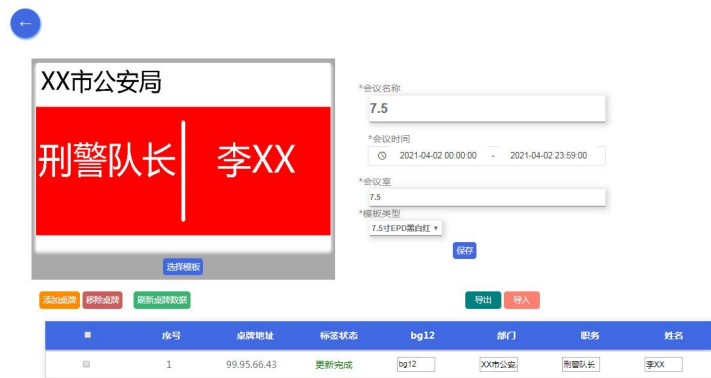 ←
XX市公安局
刑警队长 李XX
选择模板
*会议名称
7.5
*会议时间
2021-04-02 00:00:00 - 2021-04-02 23:59:00
*会议室
7.5
*模板类型
7.5寸EPD黑白红 ▼
保存
添加桌牌 移除桌牌 刷新桌牌数据 导出 导入
序号 桌牌地址 标签状态 bg12 部门 职务 姓名
1 99.95.66.43 更新完成 bg12 XX市公安. 刑警队长 李XX